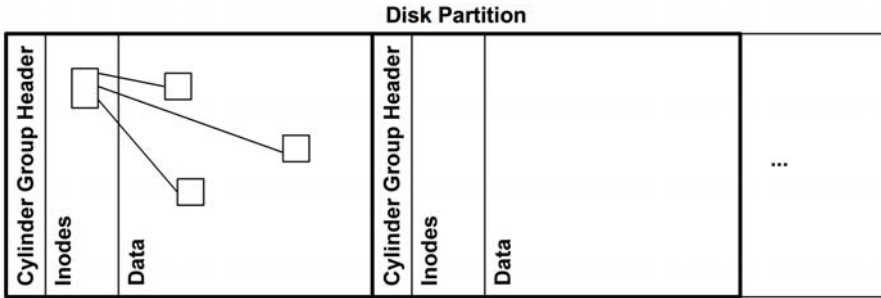 Disk Partition
Cylinder Group Header
Inodes
Data
Cylinder Group Header
Inodes
Data
...